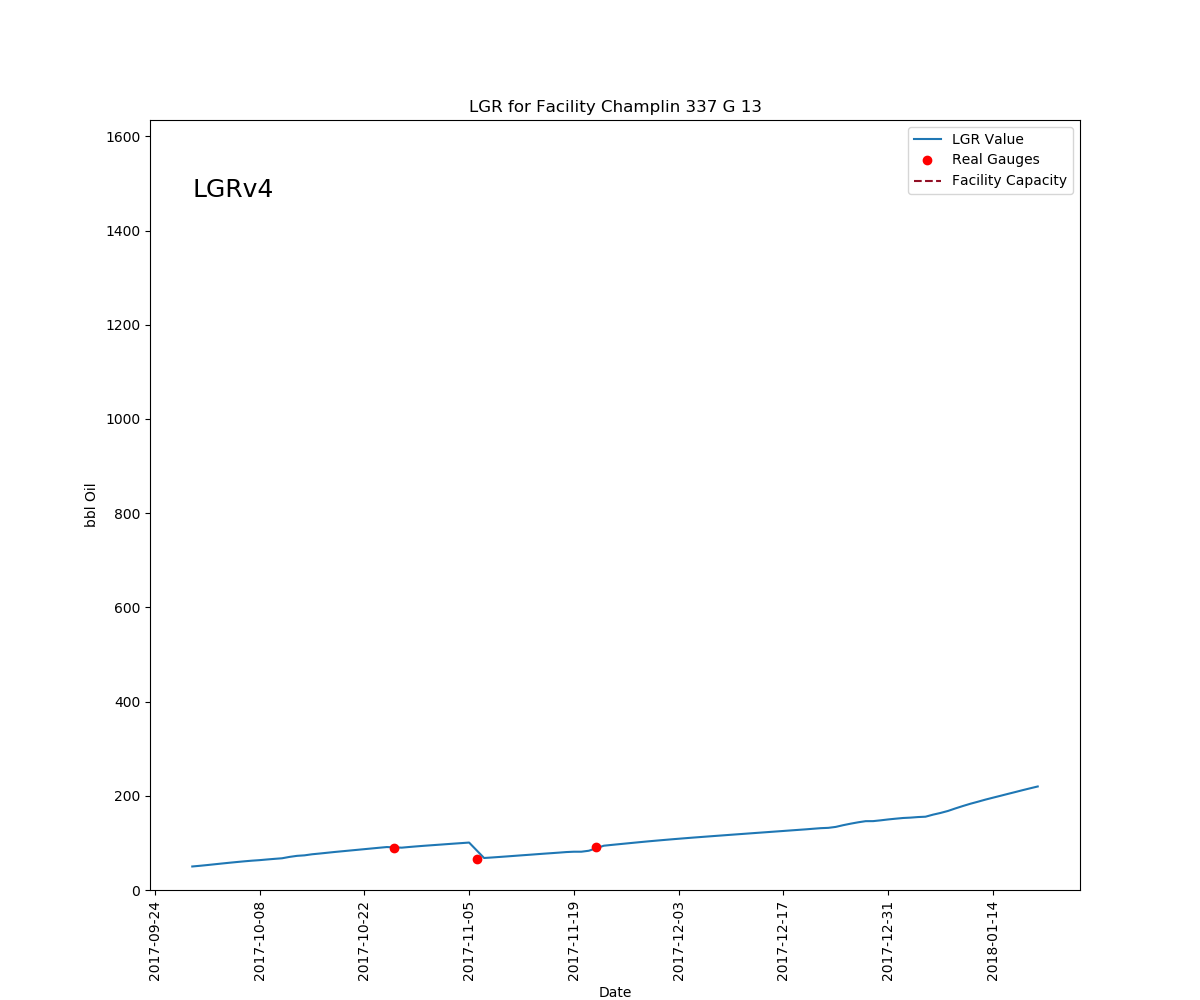 LGR for Facility Champlin 337 G 13
LGRv4
LGR Value
Real Gauges
Facility Capacity
bbl Oil
1600
1400
1200
1000
800
600
400
200
0
2017-09-24
2017-10-08
2017-10-22
2017-11-05
2017-11-19
2017-12-03
2017-12-17
2017-12-31
2018-01-14
Date